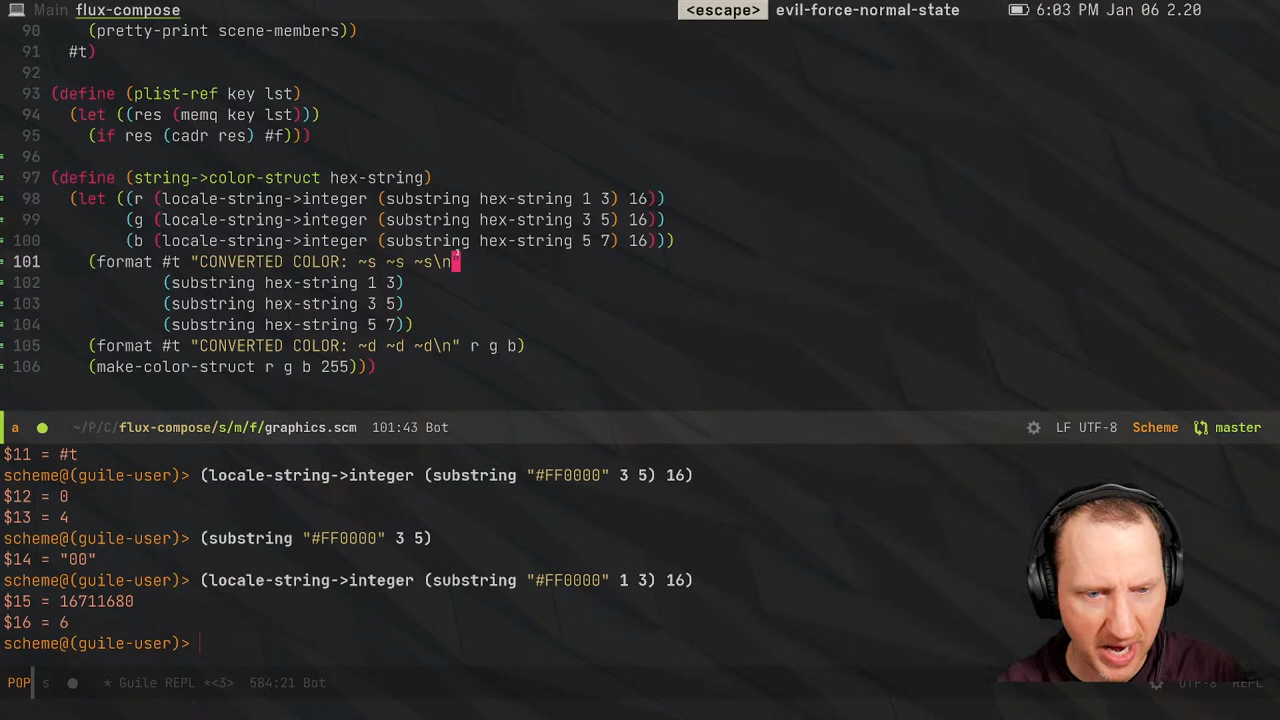 Main flux-compose <escape> evil-force-normal-state 6:03 PM Jan 06 2.20
90 (pretty-print scene-members))
91 #t)
92
93 (define (plist-ref key lst)
94 (let ((res (memq key lst)))
95 (if res (cadr res) #f)))
96
97 (define (string->color-struct hex-string)
98 (let ((r (locale-string->integer (substring hex-string 1 3) 16))
99 (g (locale-string->integer (substring hex-string 3 5) 16))
100 (b (locale-string->integer (substring hex-string 5 7) 16)))
101 (format #t "CONVERTED COLOR: ~s ~s ~s\n"
102 (substring hex-string 1 3)
103 (substring hex-string 3 5)
104 (substring hex-string 5 7))
105 (format #t "CONVERTED COLOR: ~d ~d ~d\n" r g b)
106 (make-color-struct r g b 255)))
a ~/P/C/flux-compose/s/m/f/graphics.scm 101:43 Bot LF UTF-8 Scheme master
$11 = #t
scheme@(guile-user)> (locale-string->integer (substring "#FF0000" 3 5) 16)
$12 = 0
$13 = 4
scheme@(guile-user)> (substring "#FF0000" 3 5)
$14 = "00"
scheme@(guile-user)> (locale-string->integer (substring "#FF0000" 1 3) 16)
$15 = 16711680
$16 = 6
scheme@(guile-user)>
POP s * Guile REPL *<3> 584:21 Bot UTF-8 REPL